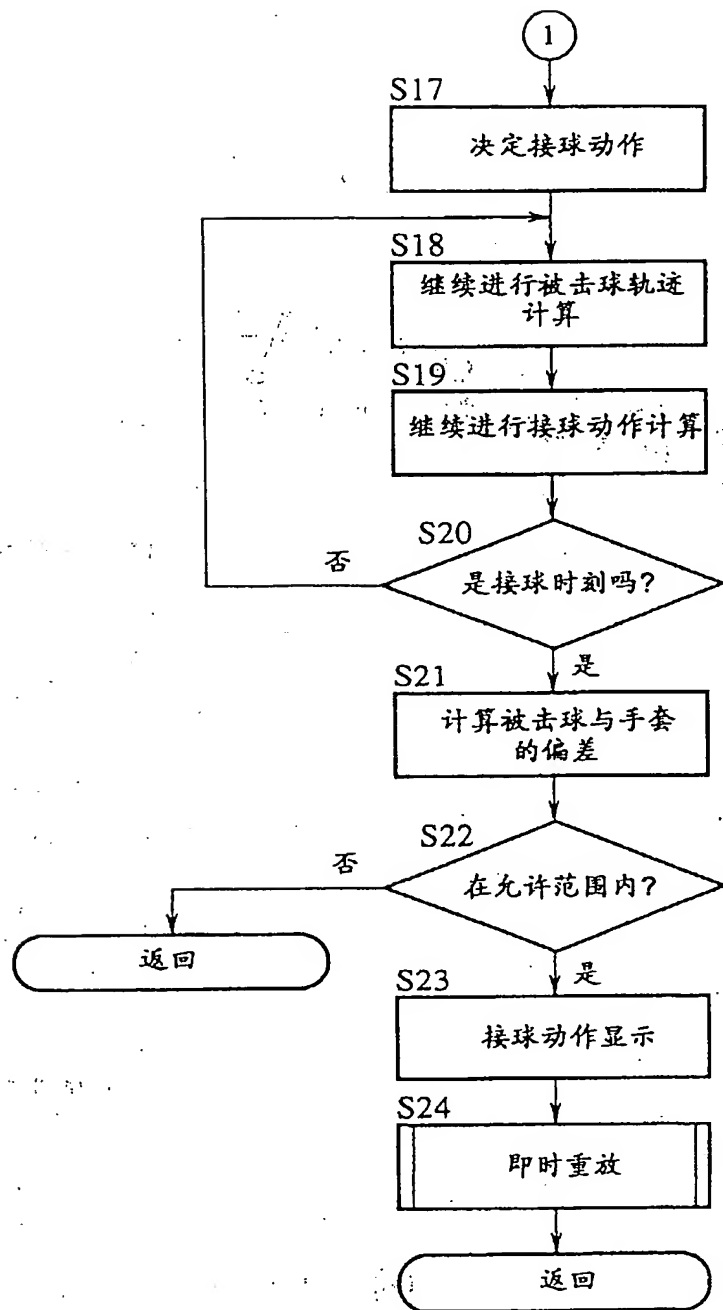 1
S17
决定接球动作
S18
继续进行被击球轨迹
计算
S19
继续进行接球动作计算
S20
否
是接球时刻吗?
是
S21
计算被击球与手套
的偏差
S22
否
在允许范围内?
返回
是
S23
接球动作显示
S24
即时重放
返回